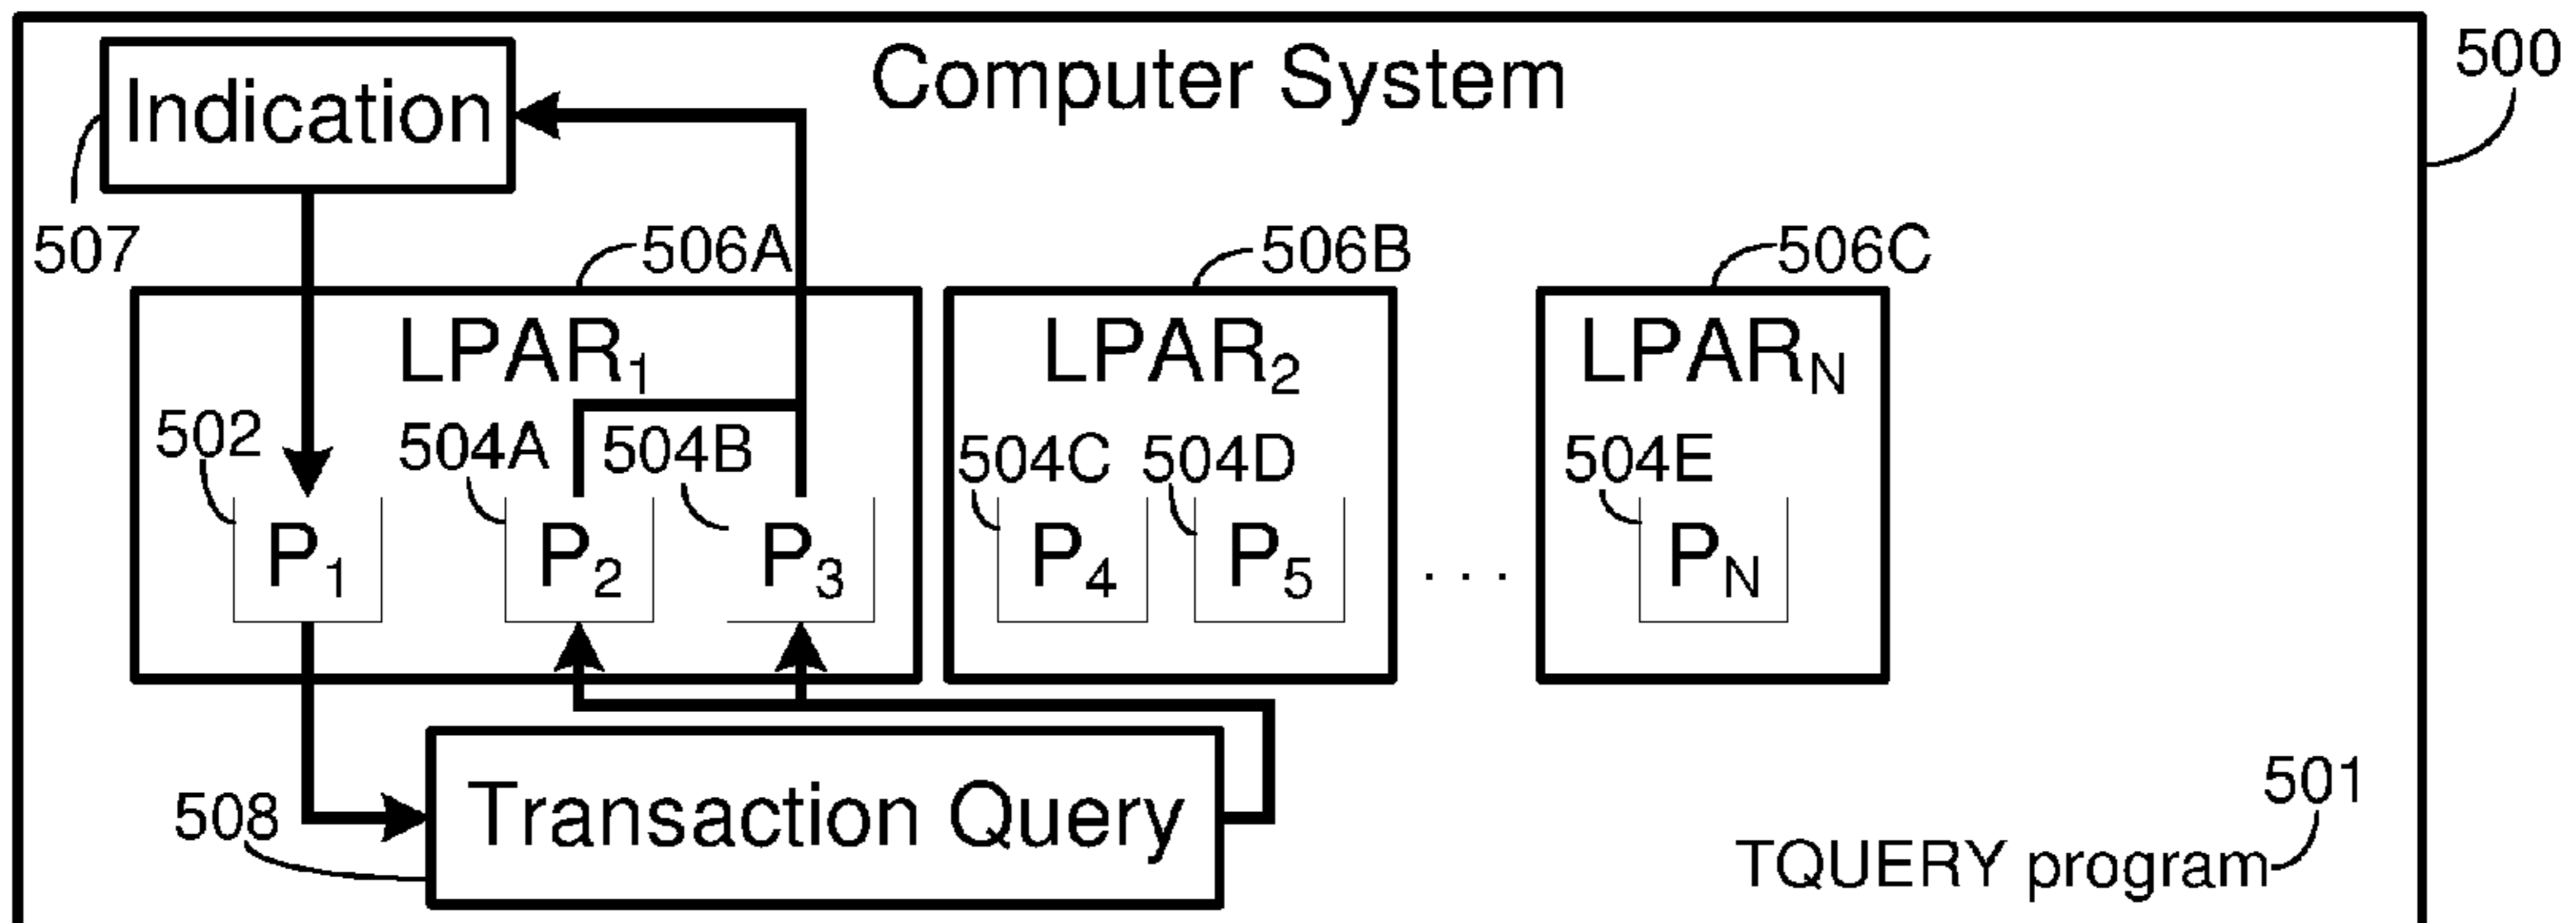 Computer System
500
Indication
507
506A
506B
506C
LPAR1
LPAR2
LPARN
502
504A
504B
504C
504D
504E
P1
P2
P3
P4
P5
. . .
PN
508
Transaction Query
501
TQUERY program